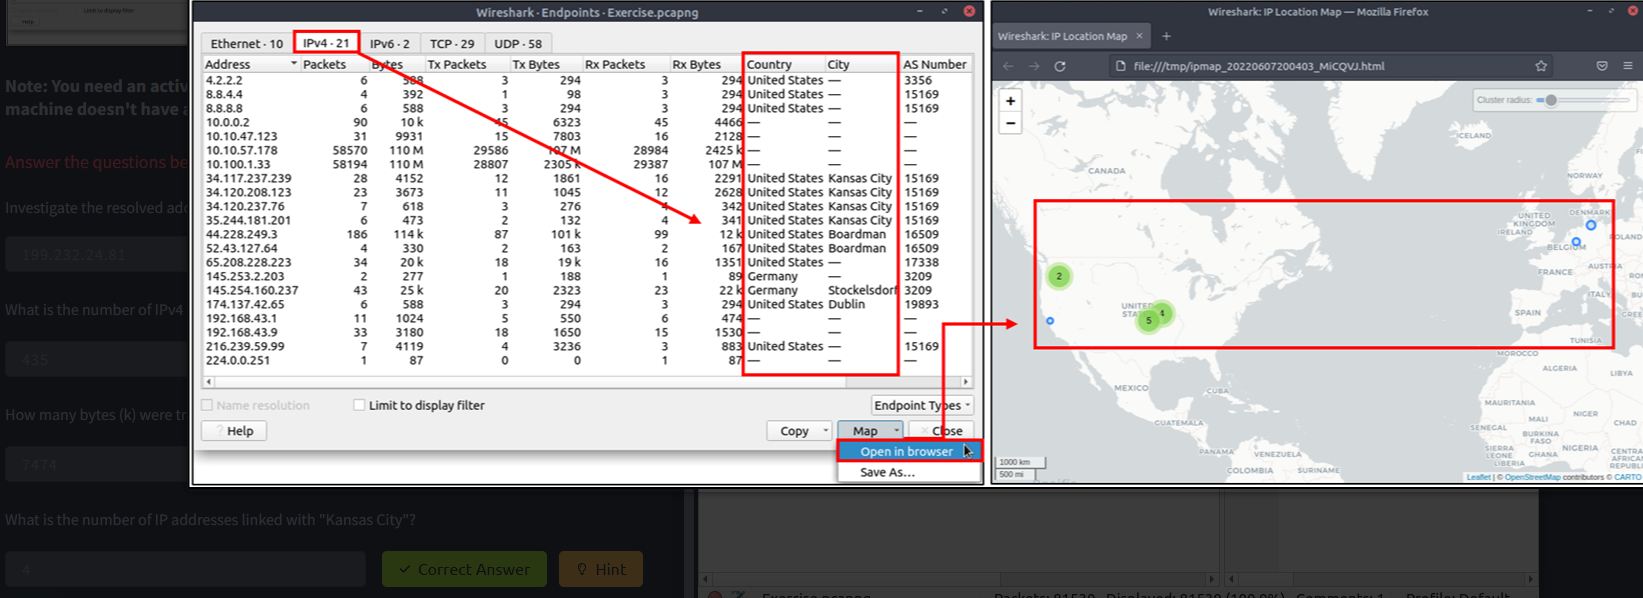 Wireshark · Endpoints · Exercise.pcapng
Ethernet · 10 IPv4 · 21 IPv6 · 2 TCP · 29 UDP · 58
Address Packets Bytes Tx Packets Tx Bytes Rx Packets Rx Bytes Country City AS Number
4.2.2.2 6 588 3 294 3 294 United States — 3356
8.8.4.4 4 392 1 98 3 294 United States — 15169
8.8.8.8 6 588 3 294 3 294 United States — 15169
10.0.0.2 90 10 k 45 6323 45 4466 — — —
10.10.47.123 31 9931 15 7803 16 2128 — — —
10.10.57.178 58570 110 M 29586 107 M 28984 2425 k — — —
10.100.1.33 58194 110 M 28807 2305 k 29387 107 M — — —
34.117.237.239 28 4152 12 1861 16 2291 United States Kansas City 15169
34.120.208.123 23 3673 11 1045 12 2628 United States Kansas City 15169
34.120.237.76 7 618 3 276 4 342 United States Kansas City 15169
35.244.181.201 6 473 2 132 4 341 United States Kansas City 15169
44.228.249.3 186 114 k 87 101 k 99 12 k United States Boardman 16509
52.43.127.64 4 330 2 163 2 167 United States Boardman 16509
65.208.228.223 34 20 k 18 19 k 16 1351 United States — 17338
145.253.2.203 2 277 1 188 1 89 Germany — 3209
145.254.160.237 43 25 k 20 2323 23 22 k Germany Stockelsdorf 3209
174.137.42.65 6 588 3 294 3 294 United States Dublin 19893
192.168.43.1 11 1024 5 550 6 474 — — —
192.168.43.9 33 3180 18 1650 15 1530 — — —
216.239.59.99 7 4119 4 3236 3 883 United States — 15169
224.0.0.251 1 87 0 0 1 87 — — —
Name resolution Limit to display filter Endpoint Types
? Help Copy Map Close
Open in browser
Save As...
Wireshark: IP Location Map — Mozilla Firefox
Wireshark: IP Location Map × +
file:///tmp/ipmap_20220607200403_MiCQVJ.html
+
−
Cluster radius:
ICELAND
CANADA
NORWAY
UNITED KINGDOM
DENMARK
IRELAND
POLAND
BELGIUM
2
FRANCE
AUSTRIA
UNITED STATES
5
4
ITALY
SPAIN
GREE
TUNISIA
MOROCCO
ALGERIA
LIBYA
MEXICO
CUBA
MAURITANIA
MALI
NIGER
GUATEMALA
SENEGAL
CHAD
BURKINA FASO
NIGERIA
PANAMA
VENEZUELA
SIERRA LEONE
GHANA
CENTRAL AFRICAN REPUBL
LIBERIA
COLOMBIA
SURINAME
1000 km
500 mi
Leaflet | © OpenStreetMap contributors © CARTO
Limit to display filter
Help
Note: You need an activ
machine doesn't have a
Answer the questions be
Investigate the resolved add
199.232.24.81
What is the number of IPv4
435
How many bytes (k) were tr
7474
What is the number of IP addresses linked with "Kansas City"?
4
Correct Answer
Hint
Exercise.pcapng Packets: 81539 · Displayed: 81539 (100.0%) Comments: 1 Profile: Default